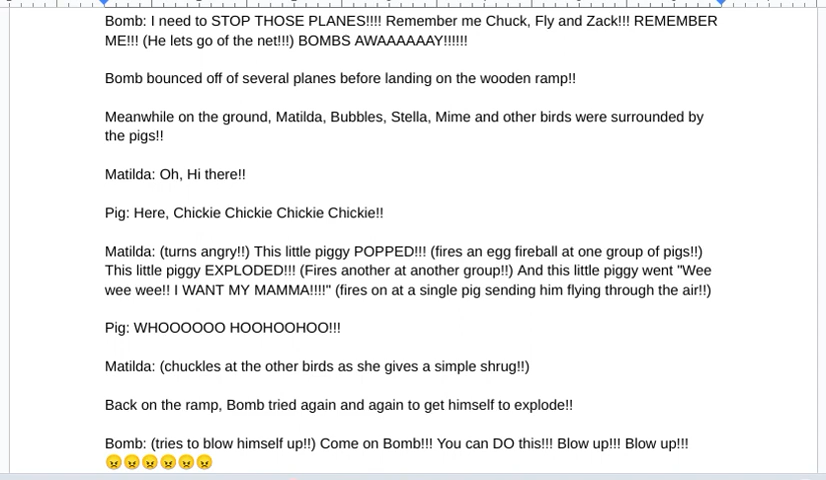 Bomb: I need to STOP THOSE PLANES!!!! Remember me Chuck, Fly and Zack!!! REMEMBER
ME!!! (He lets go of the net!!!) BOMBS AWAAAAAAY!!!!!!
Bomb bounced off of several planes before landing on the wooden ramp!!
Meanwhile on the ground, Matilda, Bubbles, Stella, Mime and other birds were surrounded by
the pigs!!
Matilda: Oh, Hi there!!
Pig: Here, Chickie Chickie Chickie Chickie!!
Matilda: (turns angry!!) This little piggy POPPED!!! (fires an egg fireball at one group of pigs!!)
This little piggy EXPLODED!!! (Fires another at another group!!) And this little piggy went "Wee
wee wee!! I WANT MY MAMMA!!!!" (fires on at a single pig sending him flying through the air!!)
Pig: WHOOOOOO HOOHOOHOO!!!
Matilda: (chuckles at the other birds as she gives a simple shrug!!)
Back on the ramp, Bomb tried again and again to get himself to explode!!
Bomb: (tries to blow himself up!!) Come on Bomb!!! You can DO this!!! Blow up!!! Blow up!!!
😠😠😠😠😠😠